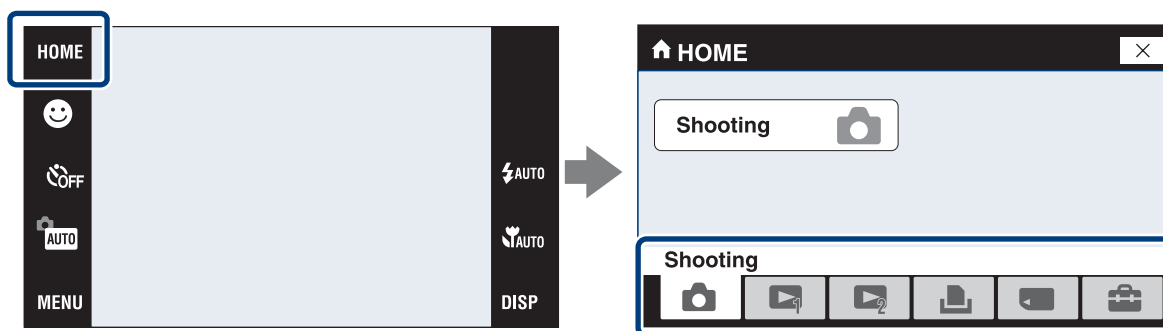 HOME
OFF
AUTO
MENU
AUTO
AUTO
DISP
HOME
Shooting
Shooting
1
2